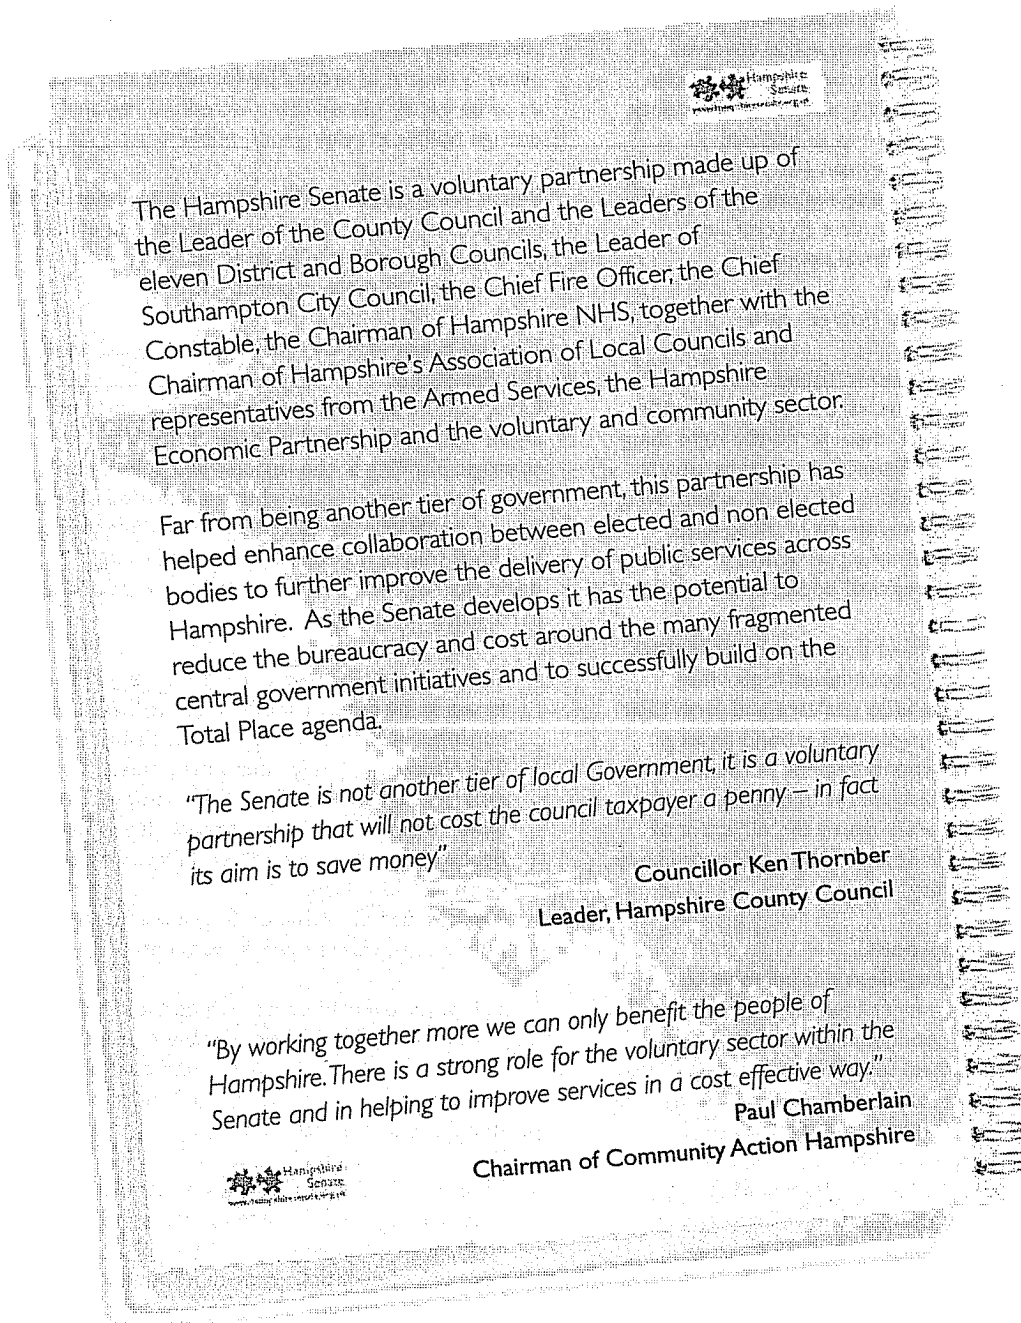 Hampshire
Senate
The Hampshire Senate is a voluntary partnership made up of
the Leader of the County Council and the Leaders of the
eleven District and Borough Councils, the Leader of
Southampton City Council, the Chief Fire Officer, the Chief
Constable, the Chairman of Hampshire NHS, together with the
Chairman of Hampshire's Association of Local Councils and
representatives from the Armed Services, the Hampshire
Economic Partnership and the voluntary and community sector.
Far from being another tier of government, this partnership has
helped enhance collaboration between elected and non elected
bodies to further improve the delivery of public services across
Hampshire. As the Senate develops it has the potential to
reduce the bureaucracy and cost around the many fragmented
central government initiatives and to successfully build on the
Total Place agenda.
"The Senate is not another tier of local Government, it is a voluntary
partnership that will not cost the council taxpayer a penny – in fact
its aim is to save money"
Councillor Ken Thornber
Leader, Hampshire County Council
"By working together more we can only benefit the people of
Hampshire. There is a strong role for the voluntary sector within the
Senate and in helping to improve services in a cost effective way."
Paul Chamberlain
Chairman of Community Action Hampshire
Hampshire
Senate